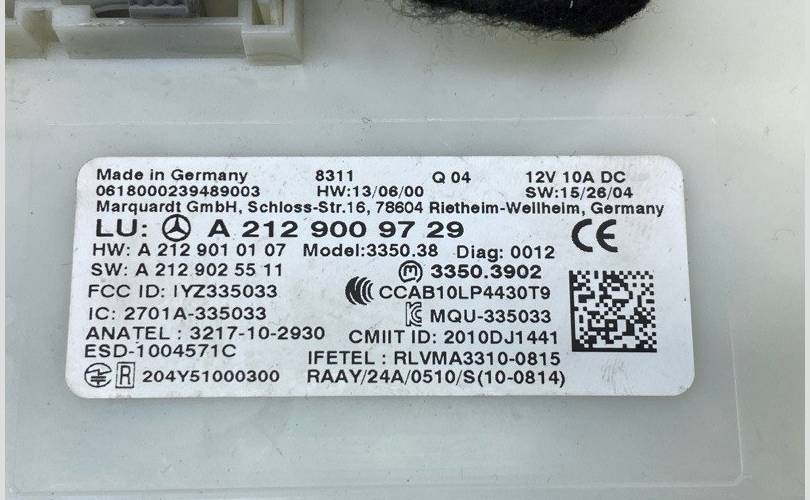 Made in Germany 8311 Q 04 12V 10A DC
0618000239489003 HW:13/06/00 SW:15/26/04
Marquardt GmbH, Schloss-Str.16, 78604 Rietheim-Weilheim, Germany
LU: A 212 900 97 29 CE
HW: A 212 901 01 07 Model:3350.38 Diag: 0012
SW: A 212 902 55 11 3350.3902
FCC ID: IYZ335033 CCAB10LP4430T9
IC: 2701A-335033 MQU-335033
ANATEL : 3217-10-2930 CMIIT ID: 2010DJ1441
ESD-1004571C IFETEL : RLVMA3310-0815
R 204Y51000300 RAAY/24A/0510/S(10-0814)